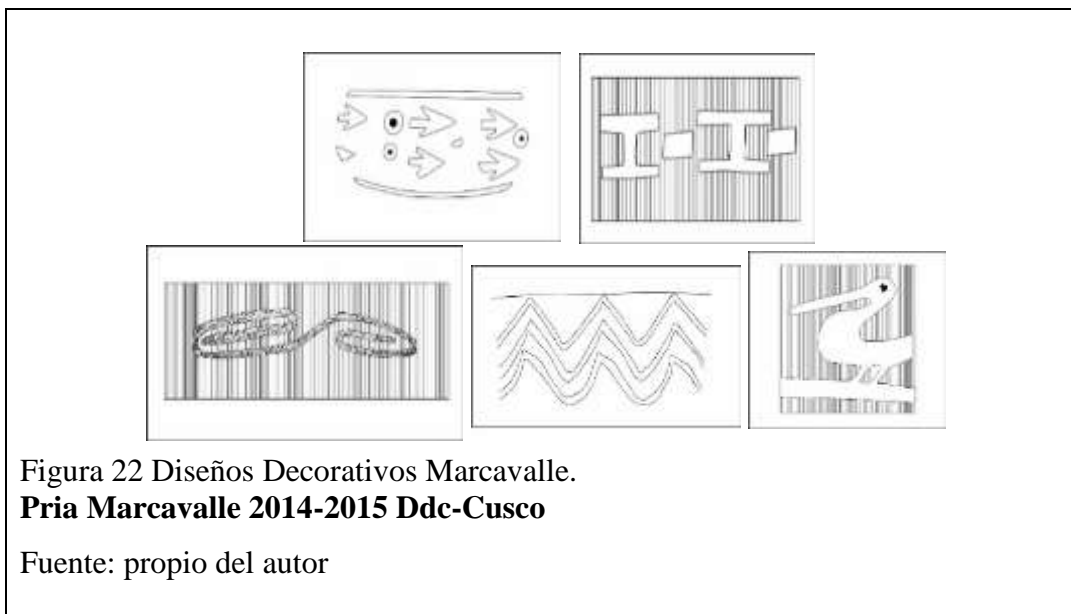 Figura 22 Diseños Decorativos Marcavalle.
Pria Marcavalle 2014-2015 Ddc-Cusco
Fuente: propio del autor